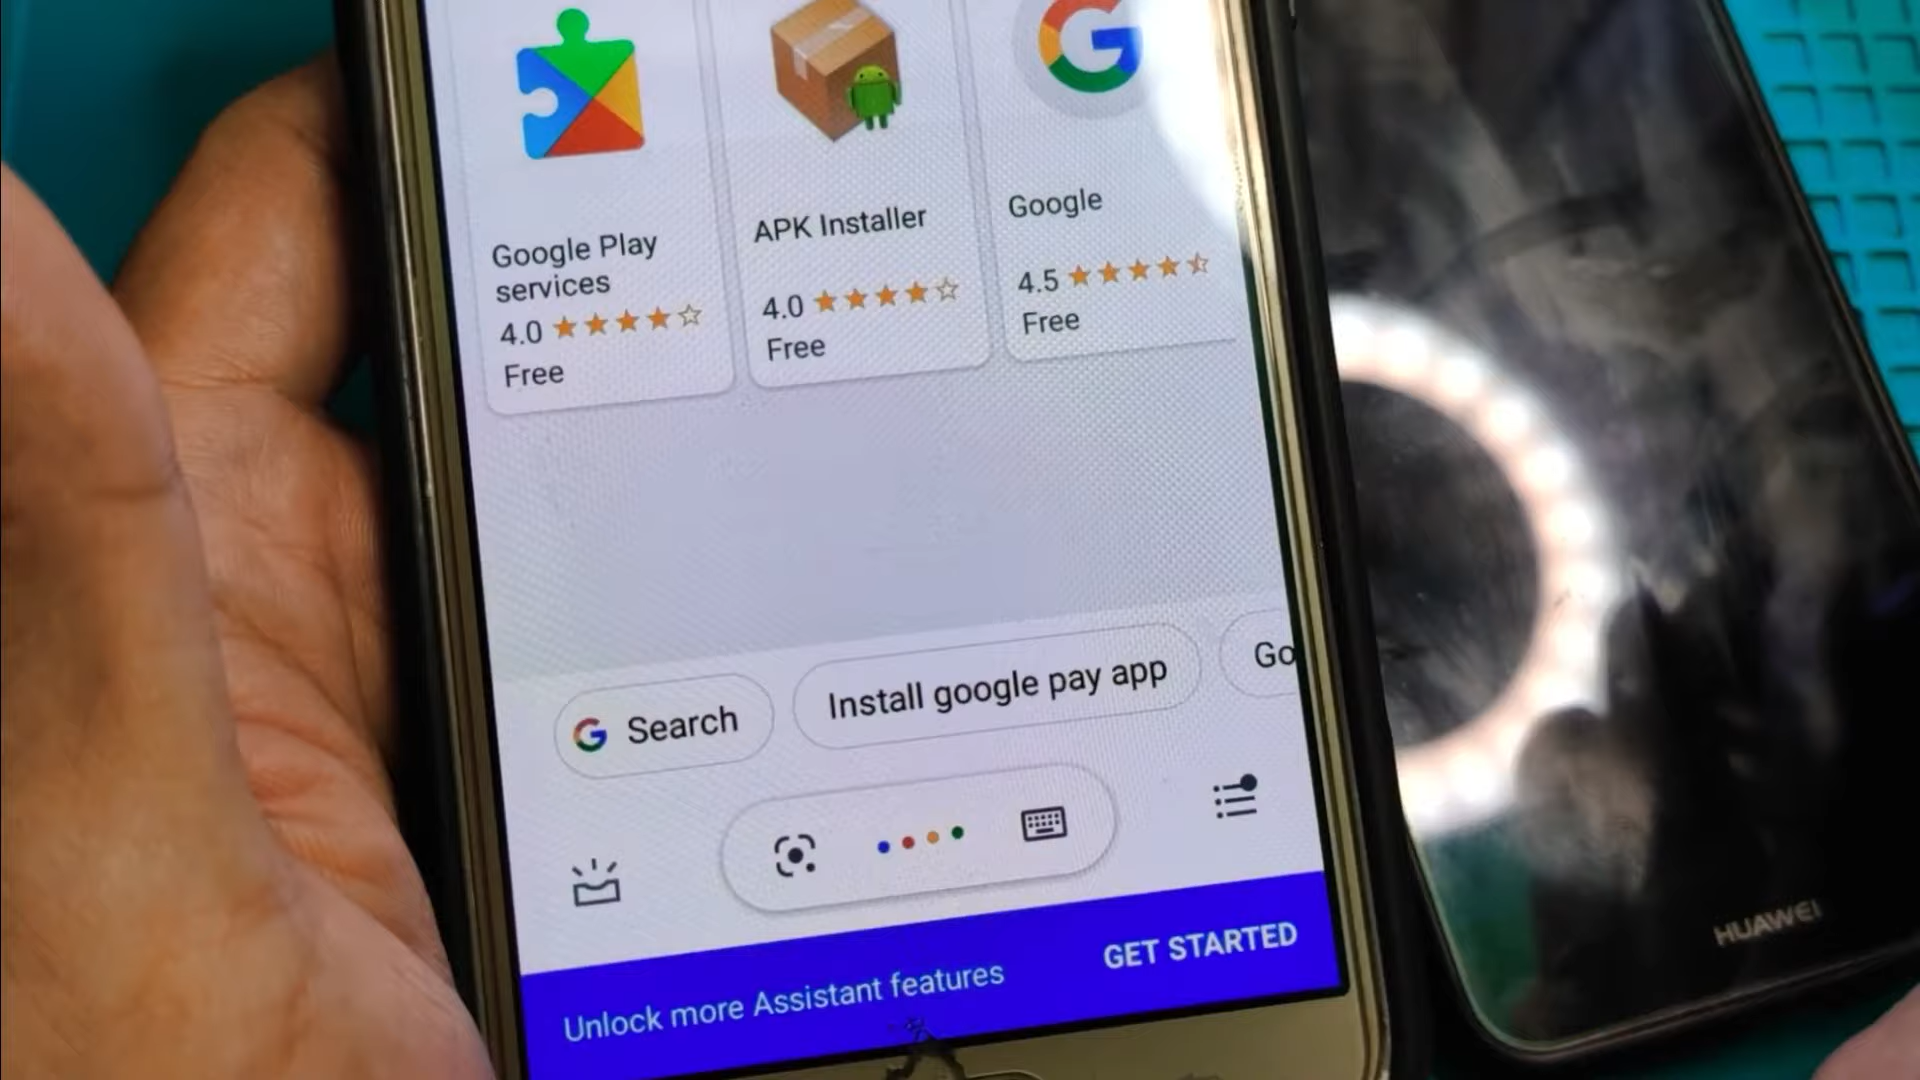 Google Play
services
4.0
Free
APK Installer
4.0
Free
Google
4.5
Free
Search
Install google pay app
Go
Unlock more Assistant features
GET STARTED
HUAWEI